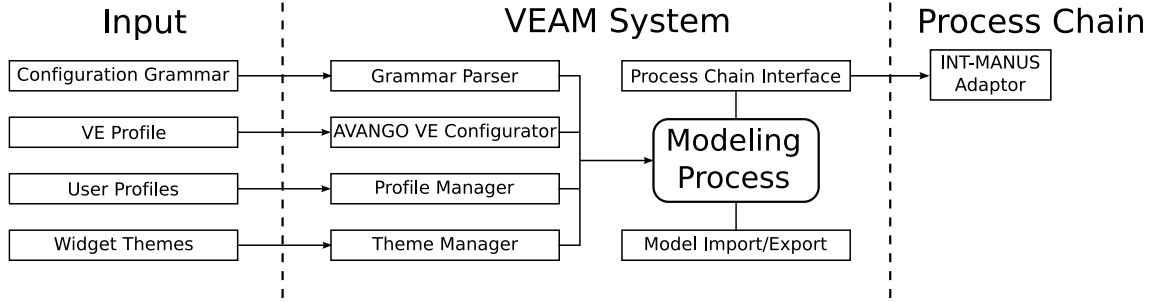 Input
VEAM System
Process Chain
Configuration Grammar
Grammar Parser
Process Chain Interface
INT-MANUS
Adaptor
VE Profile
AVANGO VE Configurator
Modeling
Process
User Profiles
Profile Manager
Widget Themes
Theme Manager
Model Import/Export